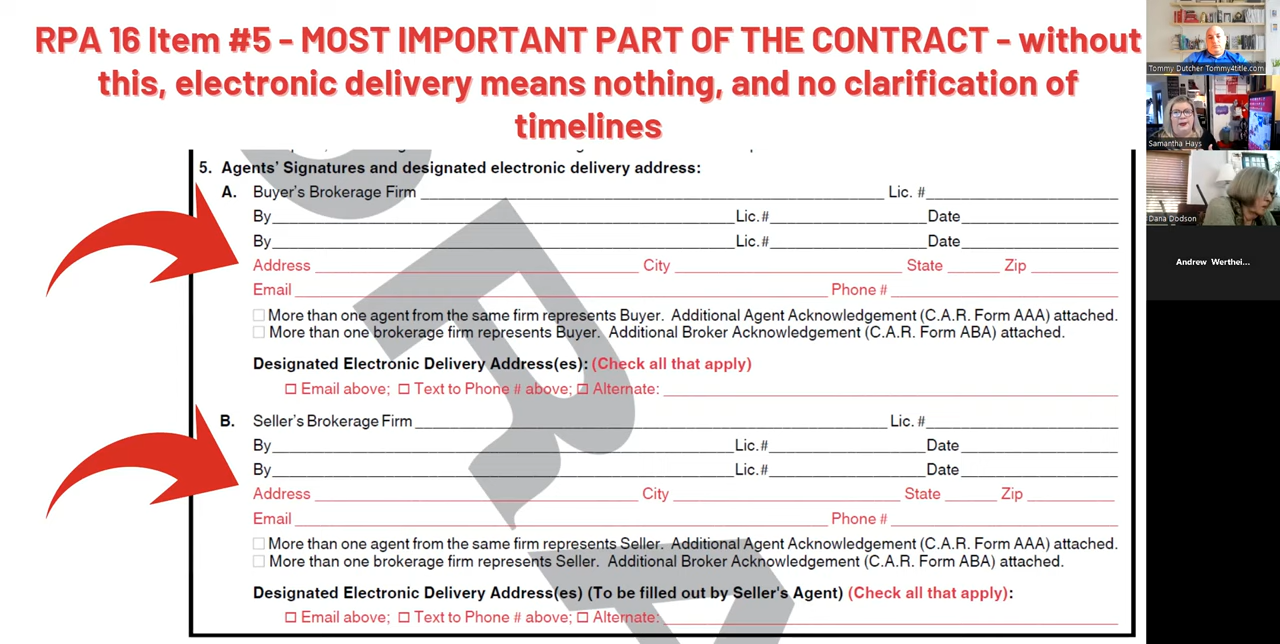 RPA 16 Item #5 - MOST IMPORTANT PART OF THE CONTRACT - without
this, electronic delivery means nothing, and no clarification of
timelines
5. Agents' Signatures and designated electronic delivery address:
A. Buyer's Brokerage Firm Lic. #
By Lic.# Date
By Lic.# Date
Address City State Zip
Email Phone #
More than one agent from the same firm represents Buyer. Additional Agent Acknowledgement (C.A.R. Form AAA) attached.
More than one brokerage firm represents Buyer. Additional Broker Acknowledgement (C.A.R. Form ABA) attached.
Designated Electronic Delivery Address(es): (Check all that apply)
Email above; Text to Phone # above; Alternate:
B. Seller's Brokerage Firm Lic. #
By Lic.# Date
By Lic.# Date
Address City State Zip
Email Phone #
More than one agent from the same firm represents Seller. Additional Agent Acknowledgement (C.A.R. Form AAA) attached.
More than one brokerage firm represents Seller. Additional Broker Acknowledgement (C.A.R. Form ABA) attached.
Designated Electronic Delivery Address(es) (To be filled out by Seller's Agent) (Check all that apply):
Email above; Text to Phone # above; Alternate:
Tommy Dutcher Tommy4title.com
Samantha Hays
Dana Dodson
Andrew Werthei...